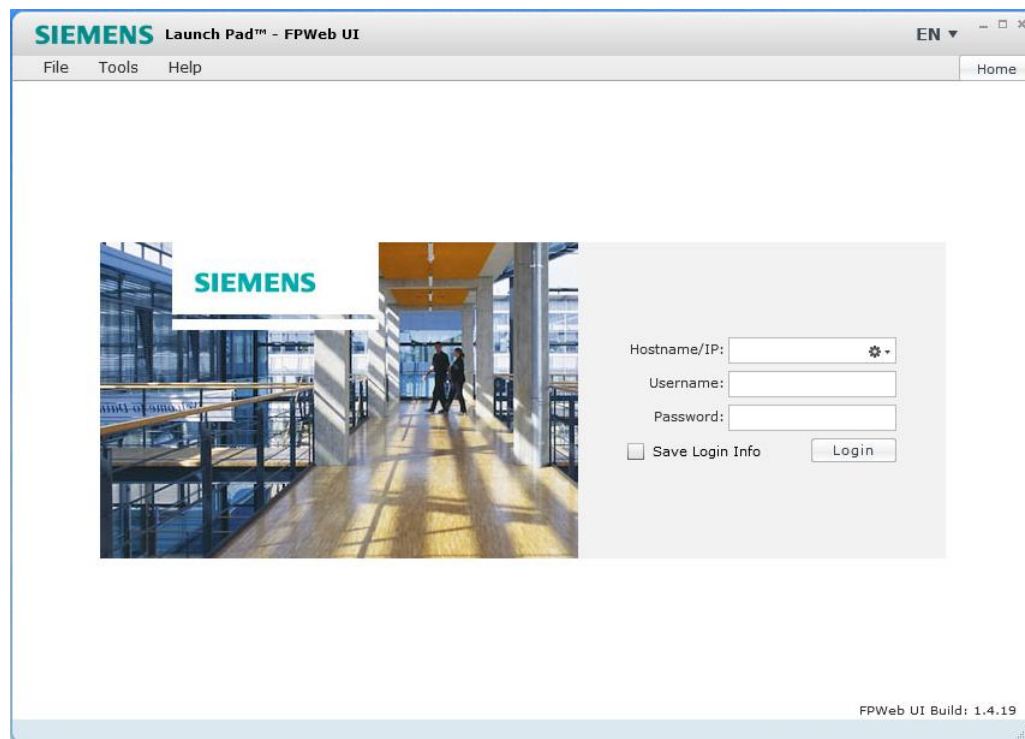 SIEMENS Launch Pad™ - FPWeb UI EN
File Tools Help Home
SIEMENS
Hostname/IP:
Username:
Password:
Save Login Info Login
FPWeb UI Build: 1.4.19